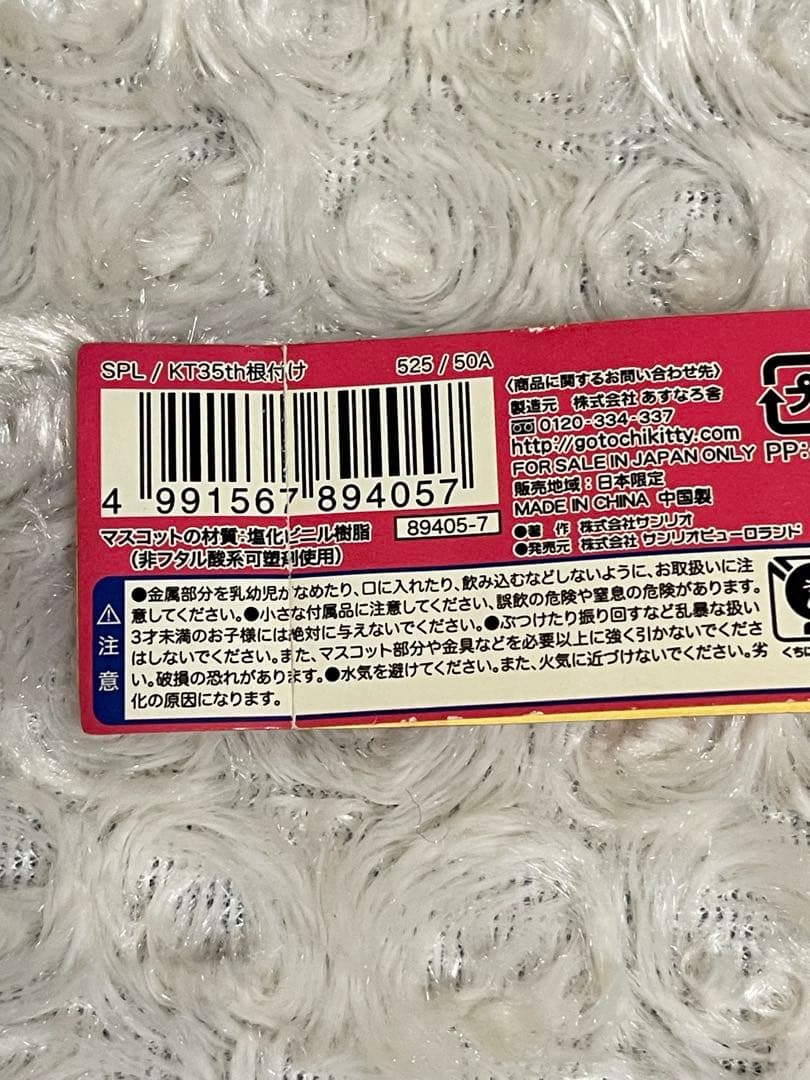 SPL / KT35th根付け 525 / 50A
4 991567 894057
マスコットの材質:塩化ビニル樹脂
(非フタル酸系可塑剤使用)
89405-7
〈商品に関するお問い合わせ先〉
製造元 株式会社 あすなろ舎
0120-334-337
http://gotochikitty.com
FOR SALE IN JAPAN ONLY PP:
販売地域:日本限定
MADE IN CHINA 中国製
●著 作 株式会社サンリオ
●発売元 株式会社 サンリオピューロランド
注意
●金属部分を乳幼児がなめたり、口に入れたり、飲み込むなどしないように、お取扱いに注
意してください。●小さな付属品に注意してください、誤飲の危険や窒息の危険があります。
3才未満のお子様には絶対に与えないでください。●ぶつけたり振り回すなど乱暴な扱い
はしないでください。また、マスコット部分や金具などを必要以上に強く引かないでくださ
い。破損の恐れがあります。●水気を避けてください。また、火気に近づけないでください。劣
化の原因になります。
くちに